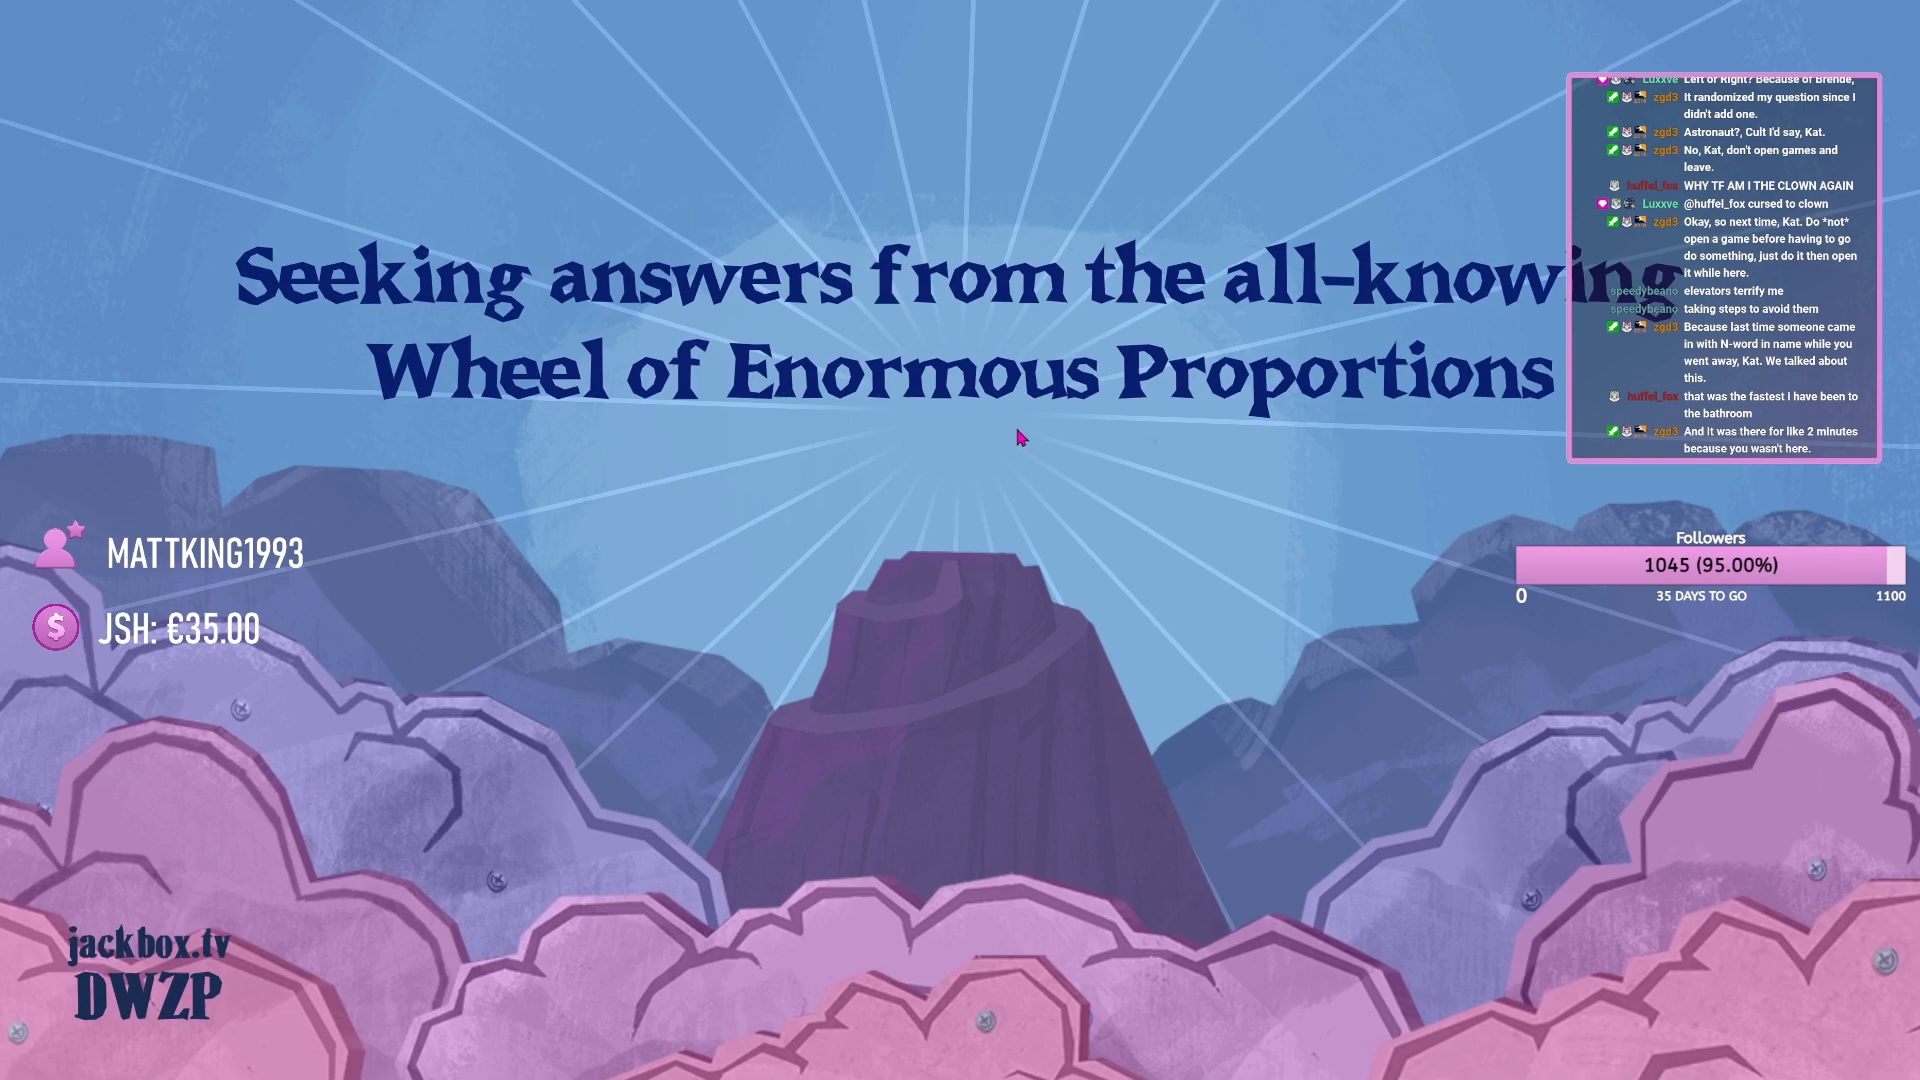 Seeking answers from the all-knowing
Wheel of Enormous Proportions
Luxxve Left or Right? Because of Brende,
zgd3 It randomized my question since I
didn't add one.
zgd3 Astronaut?, Cult I'd say, Kat.
zgd3 No, Kat, don't open games and
leave.
huffel_fox WHY TF AM I THE CLOWN AGAIN
Luxxve @huffel_fox cursed to clown
zgd3 Okay, so next time, Kat. Do *not*
open a game before having to go
do something, just do it then open
it while here.
speedybeano elevators terrify me
speedybeano taking steps to avoid them
zgd3 Because last time someone came
in with N-word in name while you
went away, Kat. We talked about
this.
huffel_fox that was the fastest i have been to
the bathroom
zgd3 And it was there for like 2 minutes
because you wasn't here.
MATTKING1993
$ JSH: €35.00
Followers
1045 (95.00%)
0 35 DAYS TO GO 1100
jackbox.tv
DWZP